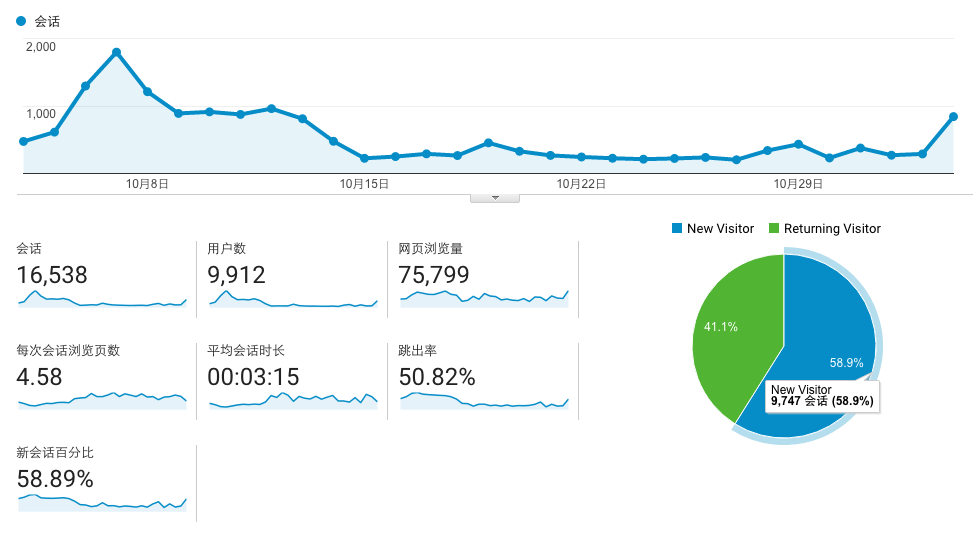 会话
2,000
1,000
10月8日
10月15日
10月22日
10月29日
New Visitor
Returning Visitor
会话
16,538
用户数
9,912
网页浏览量
75,799
每次会话浏览页数
4.58
平均会话时长
00:03:15
跳出率
50.82%
新会话百分比
58.89%
41.1%
58.9%
New Visitor
9,747 会话 (58.9%)